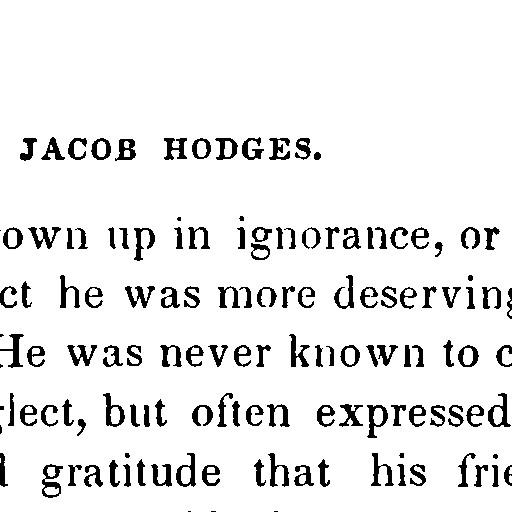 JACOB HODGES.
own up in ignorance, or
ct he was more deserving
He was never known to c
glect, but often expressed
gratitude that his frie